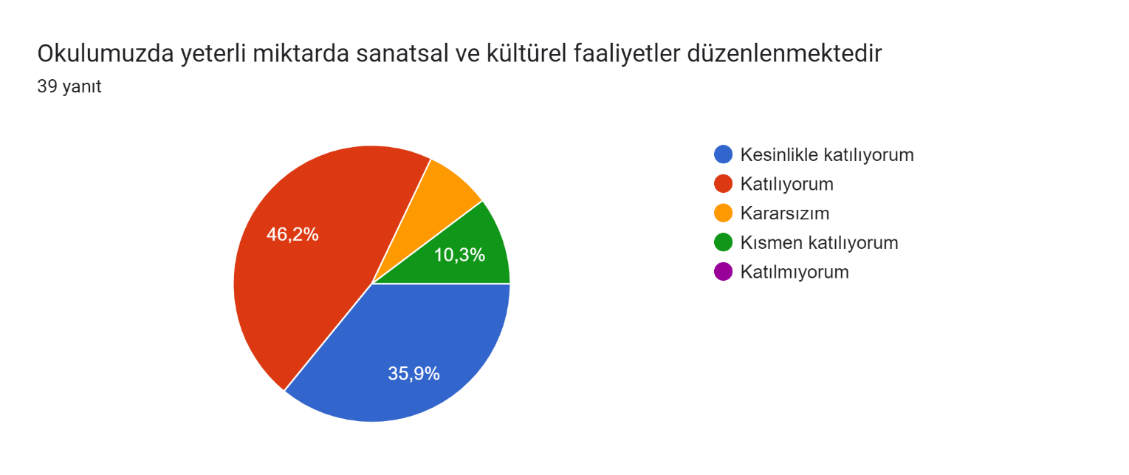 Okulumuzda yeterli miktarda sanatsal ve kültürel faaliyetler düzenlenmektedir
39 yanıt
46,2%
10,3%
35,9%
Kesinlikle katılıyorum
Katılıyorum
Kararsızım
Kısmen katılıyorum
Katılmıyorum